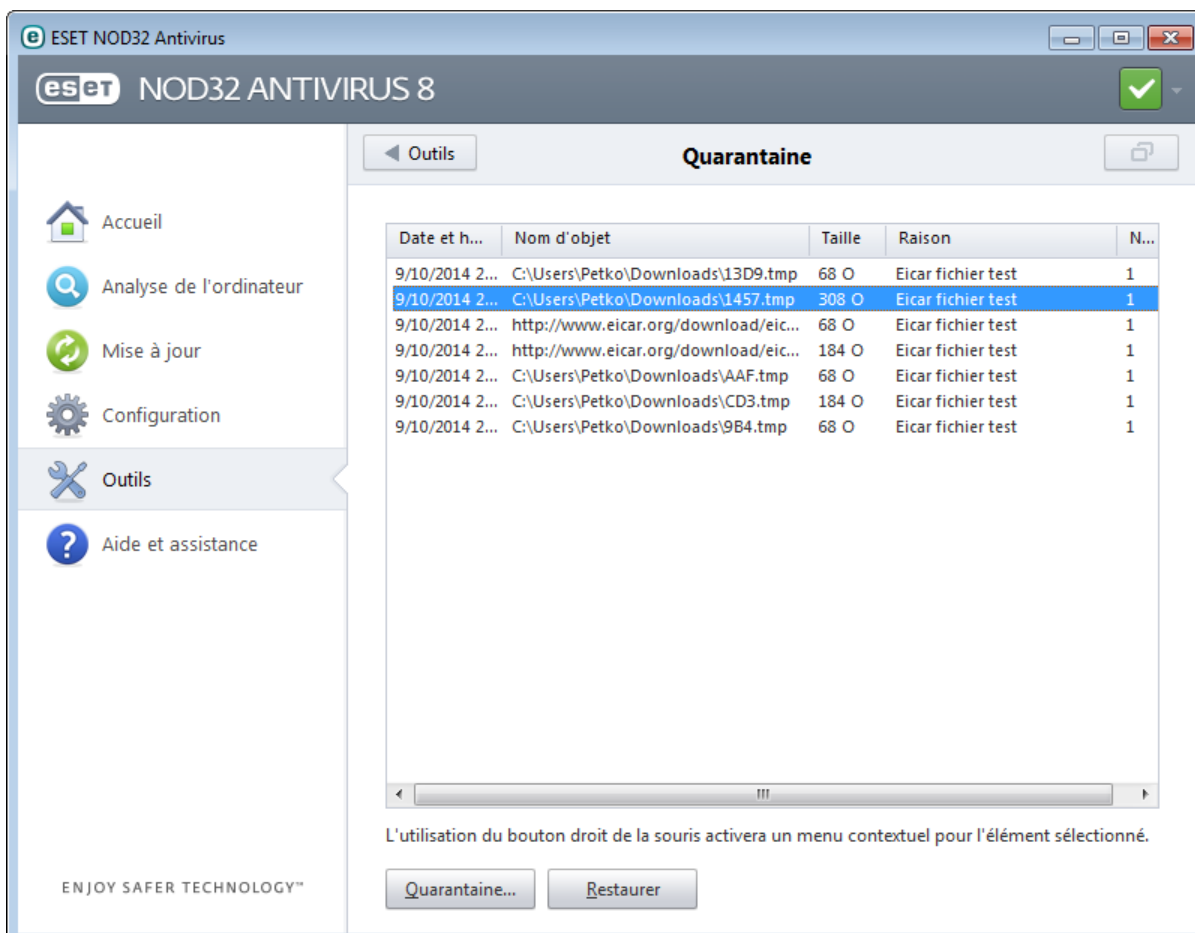 ESET NOD32 Antivirus
eset NOD32 ANTIVIRUS 8
Outils
Quarantaine
Accueil
Analyse de l'ordinateur
Mise à jour
Configuration
Outils
Aide et assistance
Date et h... Nom d'objet Taille Raison N...
9/10/2014 2... C:\Users\Petko\Downloads\13D9.tmp 68 O Eicar fichier test 1
9/10/2014 2... C:\Users\Petko\Downloads\1457.tmp 308 O Eicar fichier test 1
9/10/2014 2... http://www.eicar.org/download/eic... 68 O Eicar fichier test 1
9/10/2014 2... http://www.eicar.org/download/eic... 184 O Eicar fichier test 1
9/10/2014 2... C:\Users\Petko\Downloads\AAF.tmp 68 O Eicar fichier test 1
9/10/2014 2... C:\Users\Petko\Downloads\CD3.tmp 184 O Eicar fichier test 1
9/10/2014 2... C:\Users\Petko\Downloads\9B4.tmp 68 O Eicar fichier test 1
L'utilisation du bouton droit de la souris activera un menu contextuel pour l'élément sélectionné.
Quarantaine... Restaurer
ENJOY SAFER TECHNOLOGY™